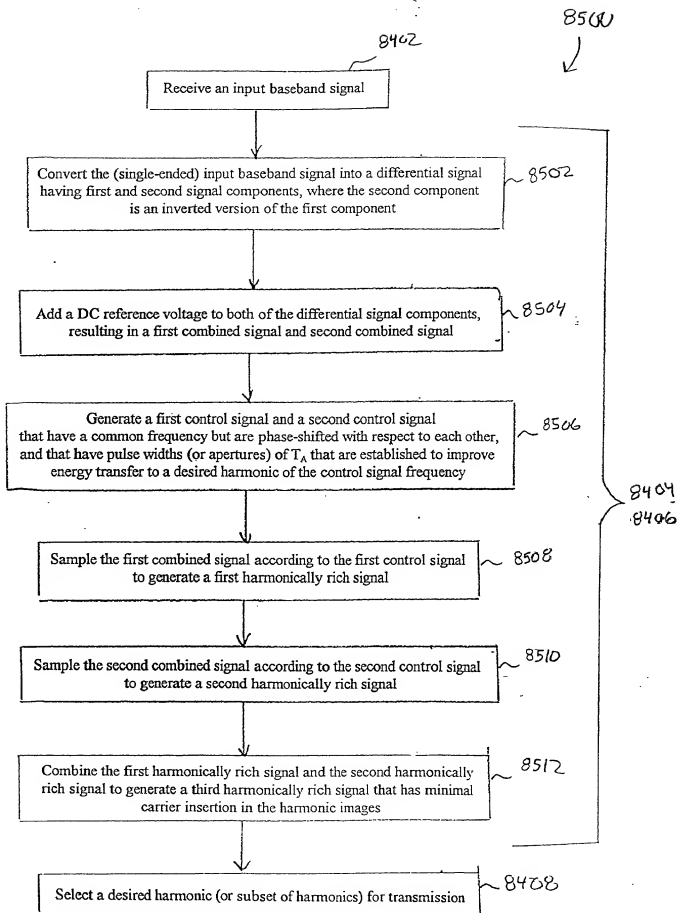 8500
8402
Receive an input baseband signal
Convert the (single-ended) input baseband signal into a differential signal
having first and second signal components, where the second component
is an inverted version of the first component
8502
Add a DC reference voltage to both of the differential signal components,
resulting in a first combined signal and second combined signal
8504
Generate a first control signal and a second control signal
that have a common frequency but are phase-shifted with respect to each other,
and that have pulse widths (or apertures) of TA that are established to improve
energy transfer to a desired harmonic of the control signal frequency
8506
8404
8406
Sample the first combined signal according to the first control signal
to generate a first harmonically rich signal
8508
Sample the second combined signal according to the second control signal
to generate a second harmonically rich signal
8510
Combine the first harmonically rich signal and the second harmonically
rich signal to generate a third harmonically rich signal that has minimal
carrier insertion in the harmonic images
8512
Select a desired harmonic (or subset of harmonics) for transmission
8408